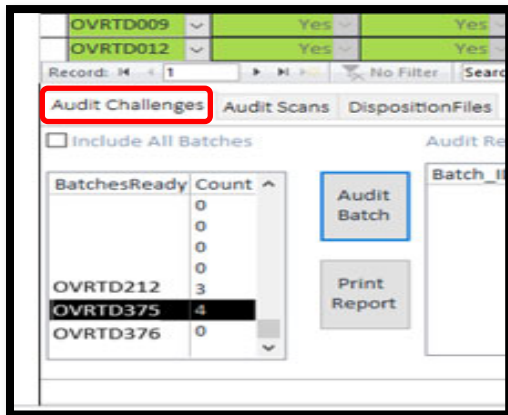 OVRTD009 Yes Yes
OVRTD012 Yes Yes
Record: 1 No Filter Searc
Audit Challenges Audit Scans DispositionFiles
Include All Batches Audit Re
BatchesReady Count
Batch_I
0
0
0
0
OVRTD212 3
OVRTD375 4
OVRTD376 0
Audit
Batch
Print
Report